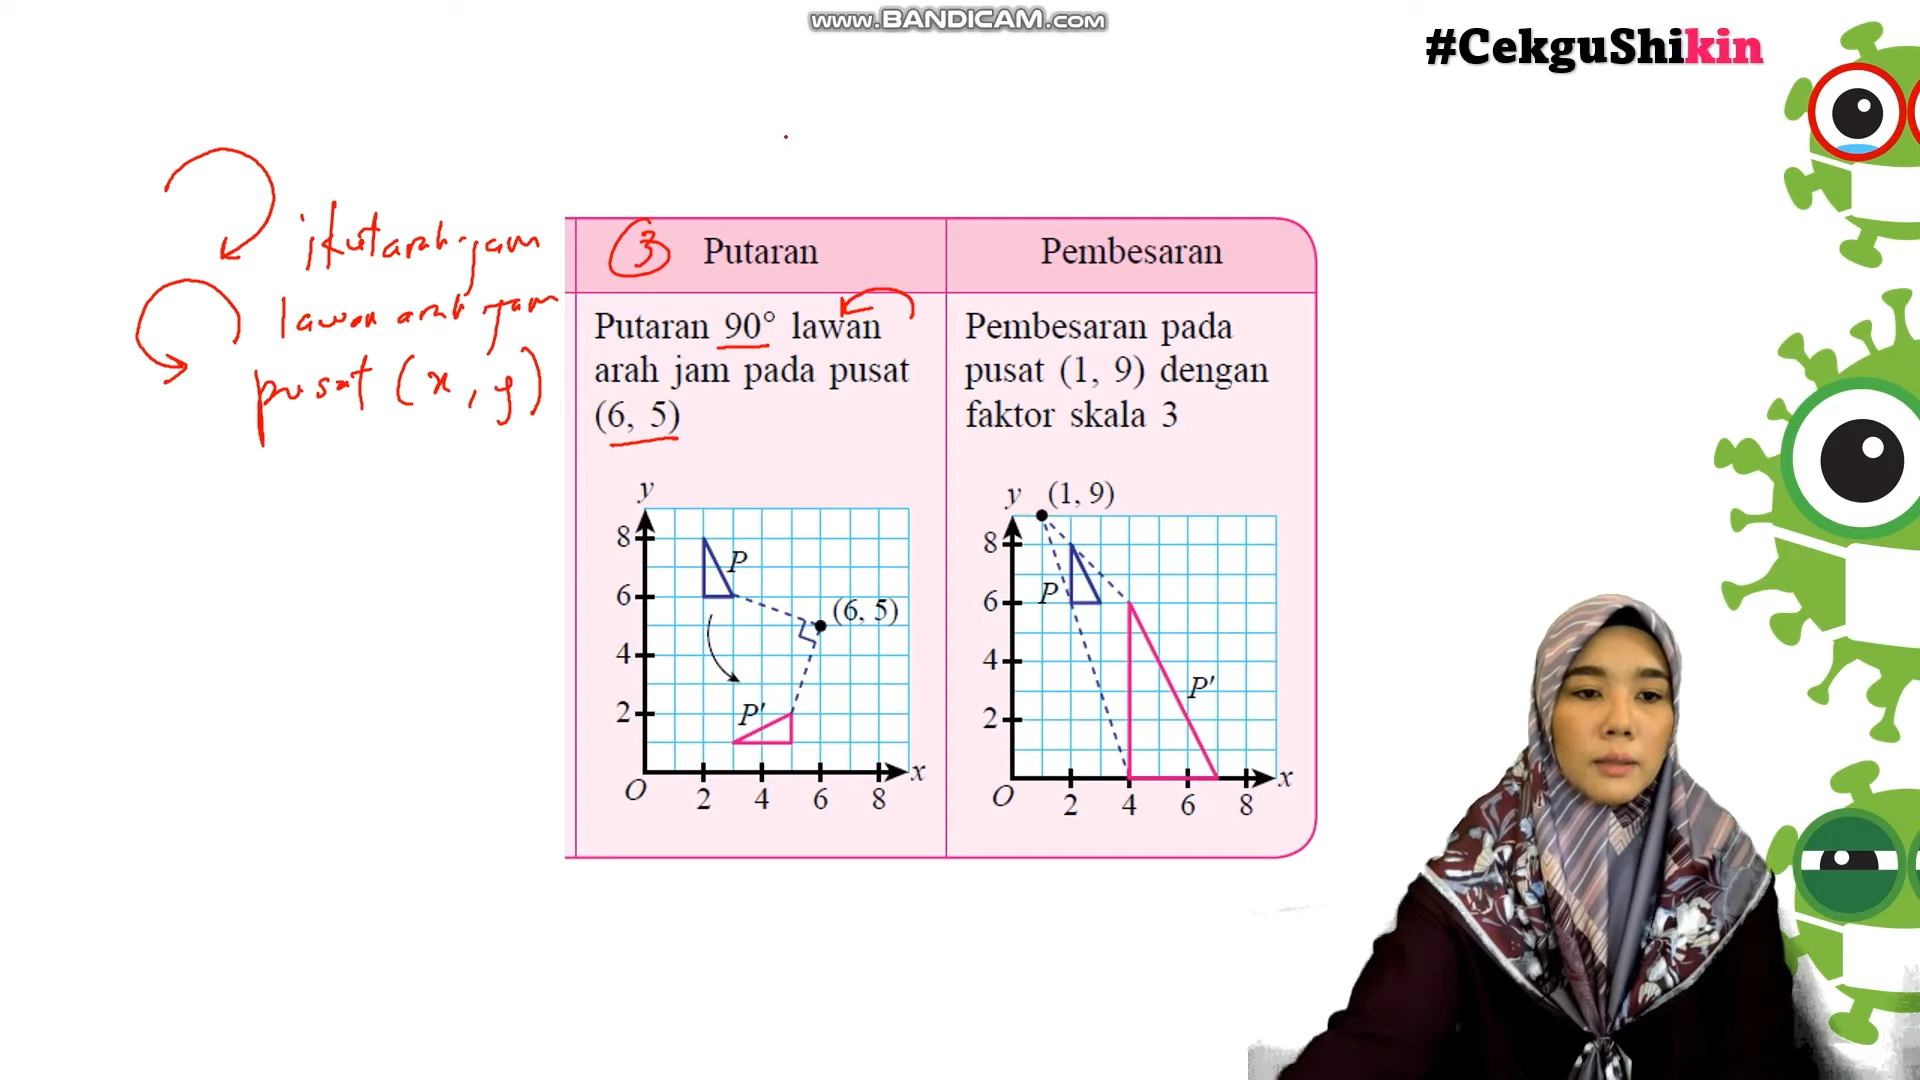 www.BANDICAM.com
#CekguShikin
ikut arah jam
lawan arah jam
pusat (x, y)
3 Putaran
Putaran 90° lawan
arah jam pada pusat
(6, 5)
y
8
P
6
(6, 5)
4
P'
2
x
O 2 4 6 8
Pembesaran
Pembesaran pada
pusat (1, 9) dengan
faktor skala 3
y (1, 9)
8
P
6
4
P'
2
x
O 2 4 6 8